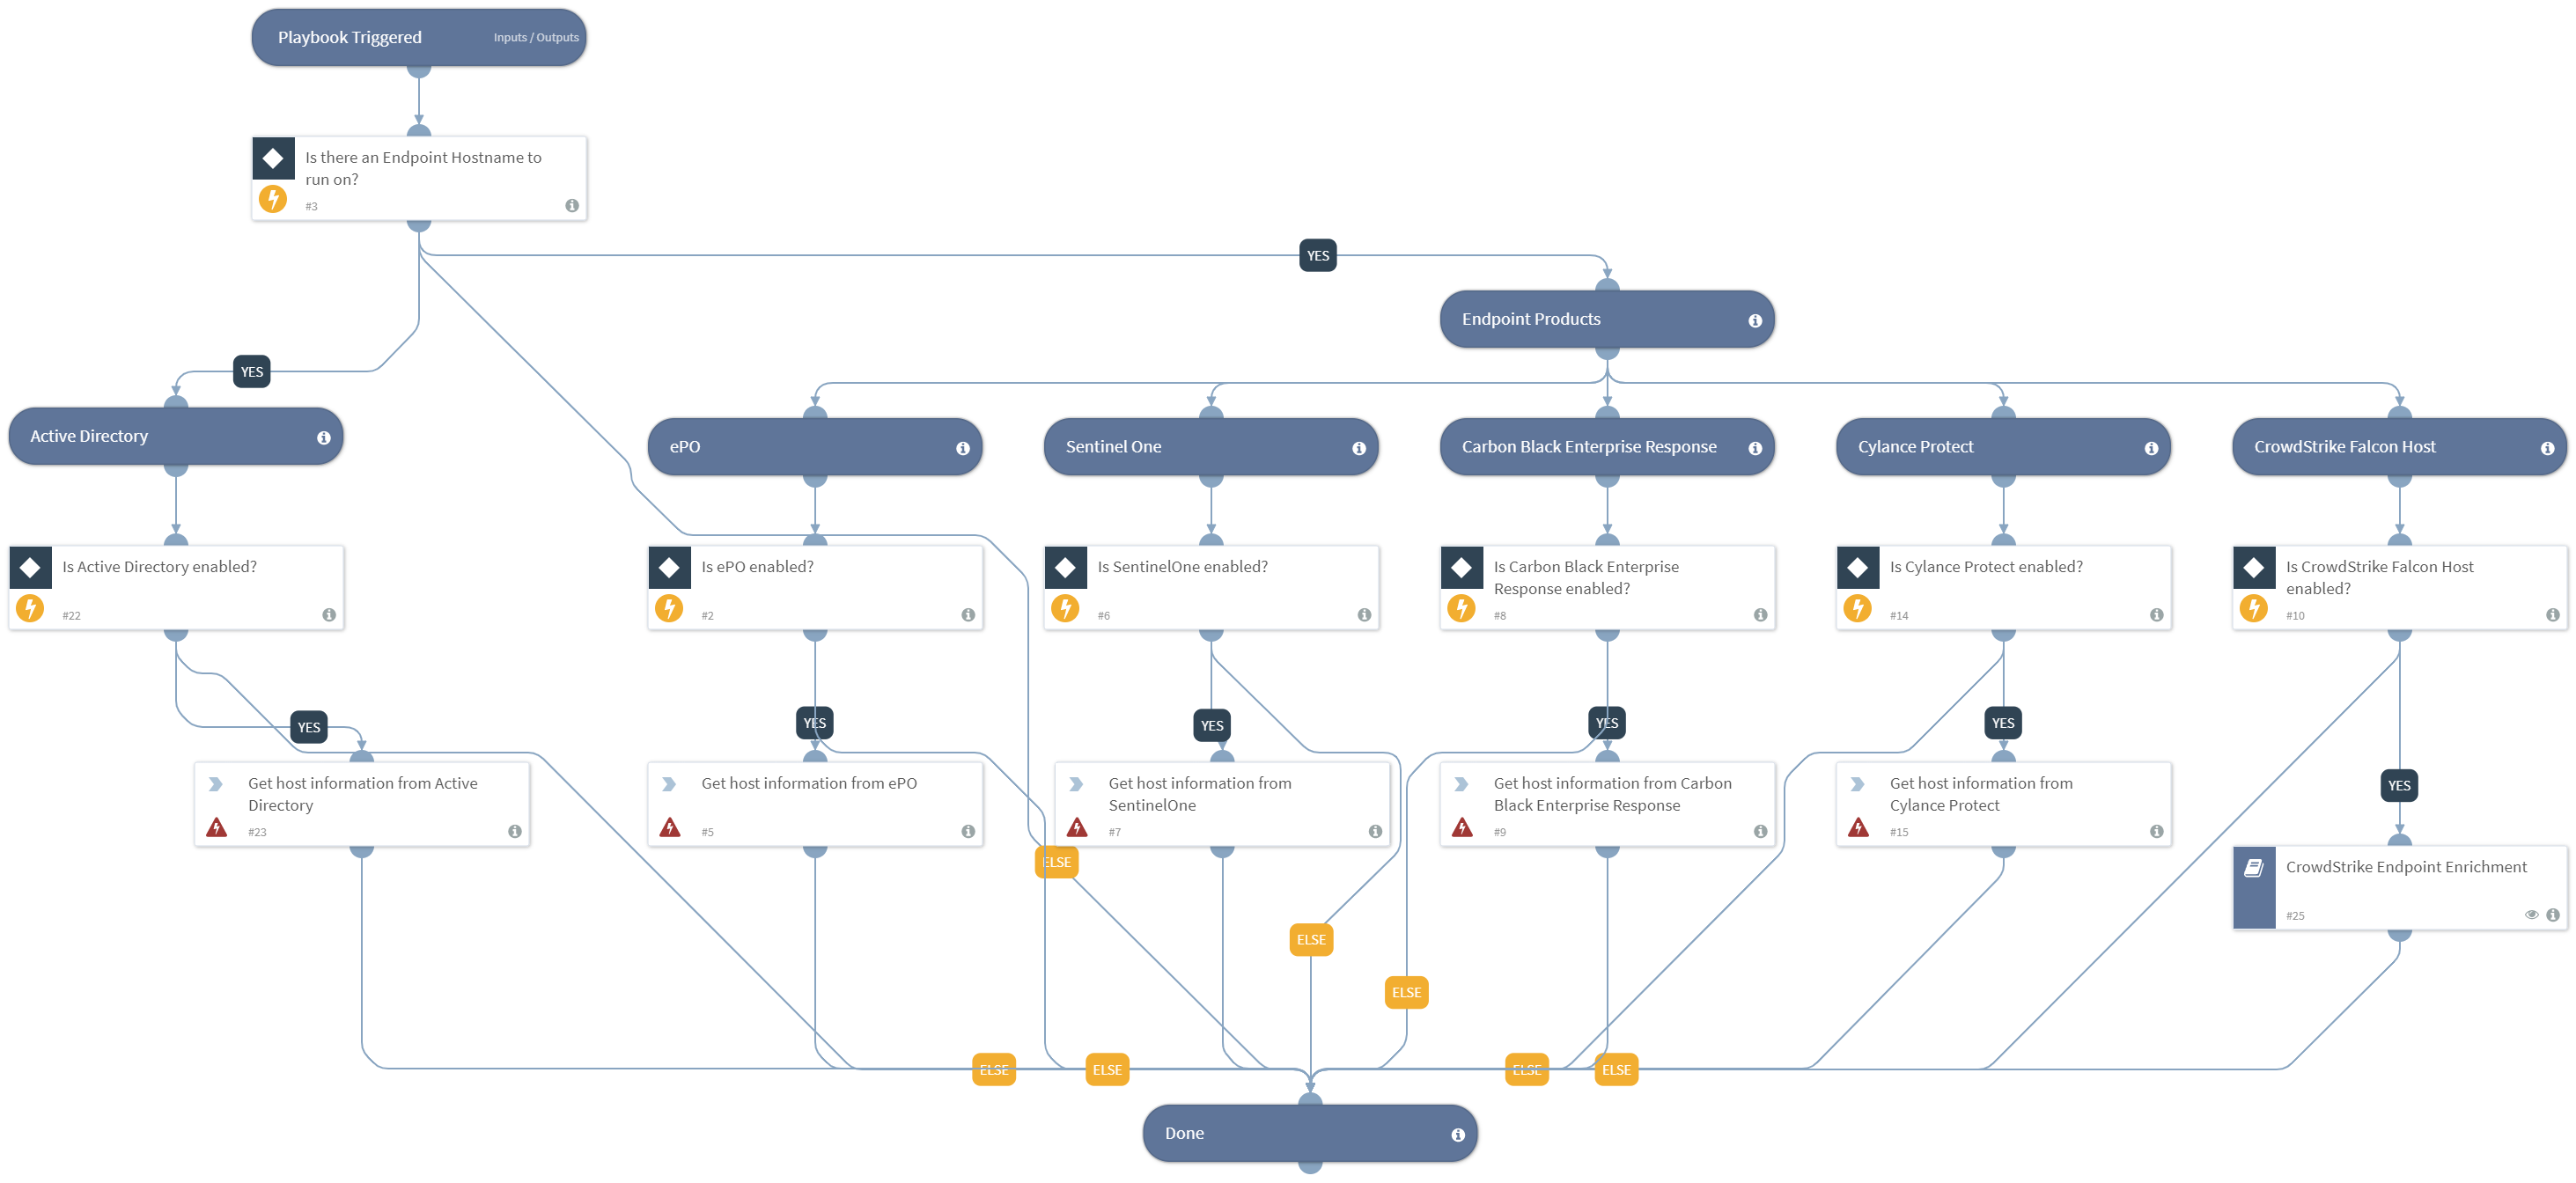 Playbook Triggered
Inputs / Outputs
Is there an Endpoint Hostname to
run on?
#3
YES
Endpoint Products
YES
Active Directory
ePO
Sentinel One
Carbon Black Enterprise Response
Cylance Protect
CrowdStrike Falcon Host
Is Active Directory enabled?
#22
Is ePO enabled?
#2
Is SentinelOne enabled?
#6
Is Carbon Black Enterprise
Response enabled?
#8
Is Cylance Protect enabled?
#14
Is CrowdStrike Falcon Host
enabled?
#10
YES
YES
YES
YES
YES
YES
Get host information from Active
Directory
#23
Get host information from ePO
#5
Get host information from
SentinelOne
#7
Get host information from Carbon
Black Enterprise Response
#9
Get host information from
Cylance Protect
#15
CrowdStrike Endpoint Enrichment
#25
ELSE
ELSE
ELSE
ELSE
ELSE
ELSE
ELSE
Done